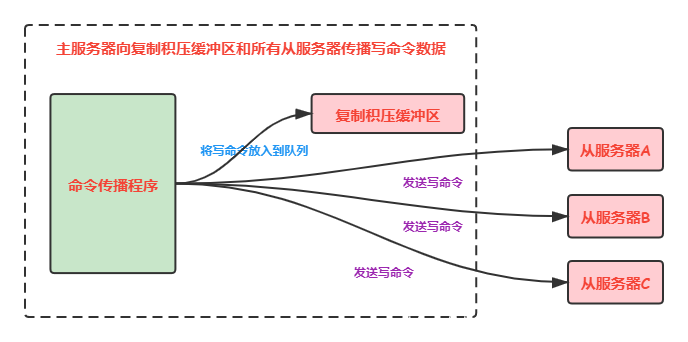 主服务器向复制积压缓冲区和所有从服务器传播写命令数据
复制积压缓冲区
将写命令放入到队列
命令传播程序
从服务器A
发送写命令
从服务器B
发送写命令
发送写命令
从服务器C